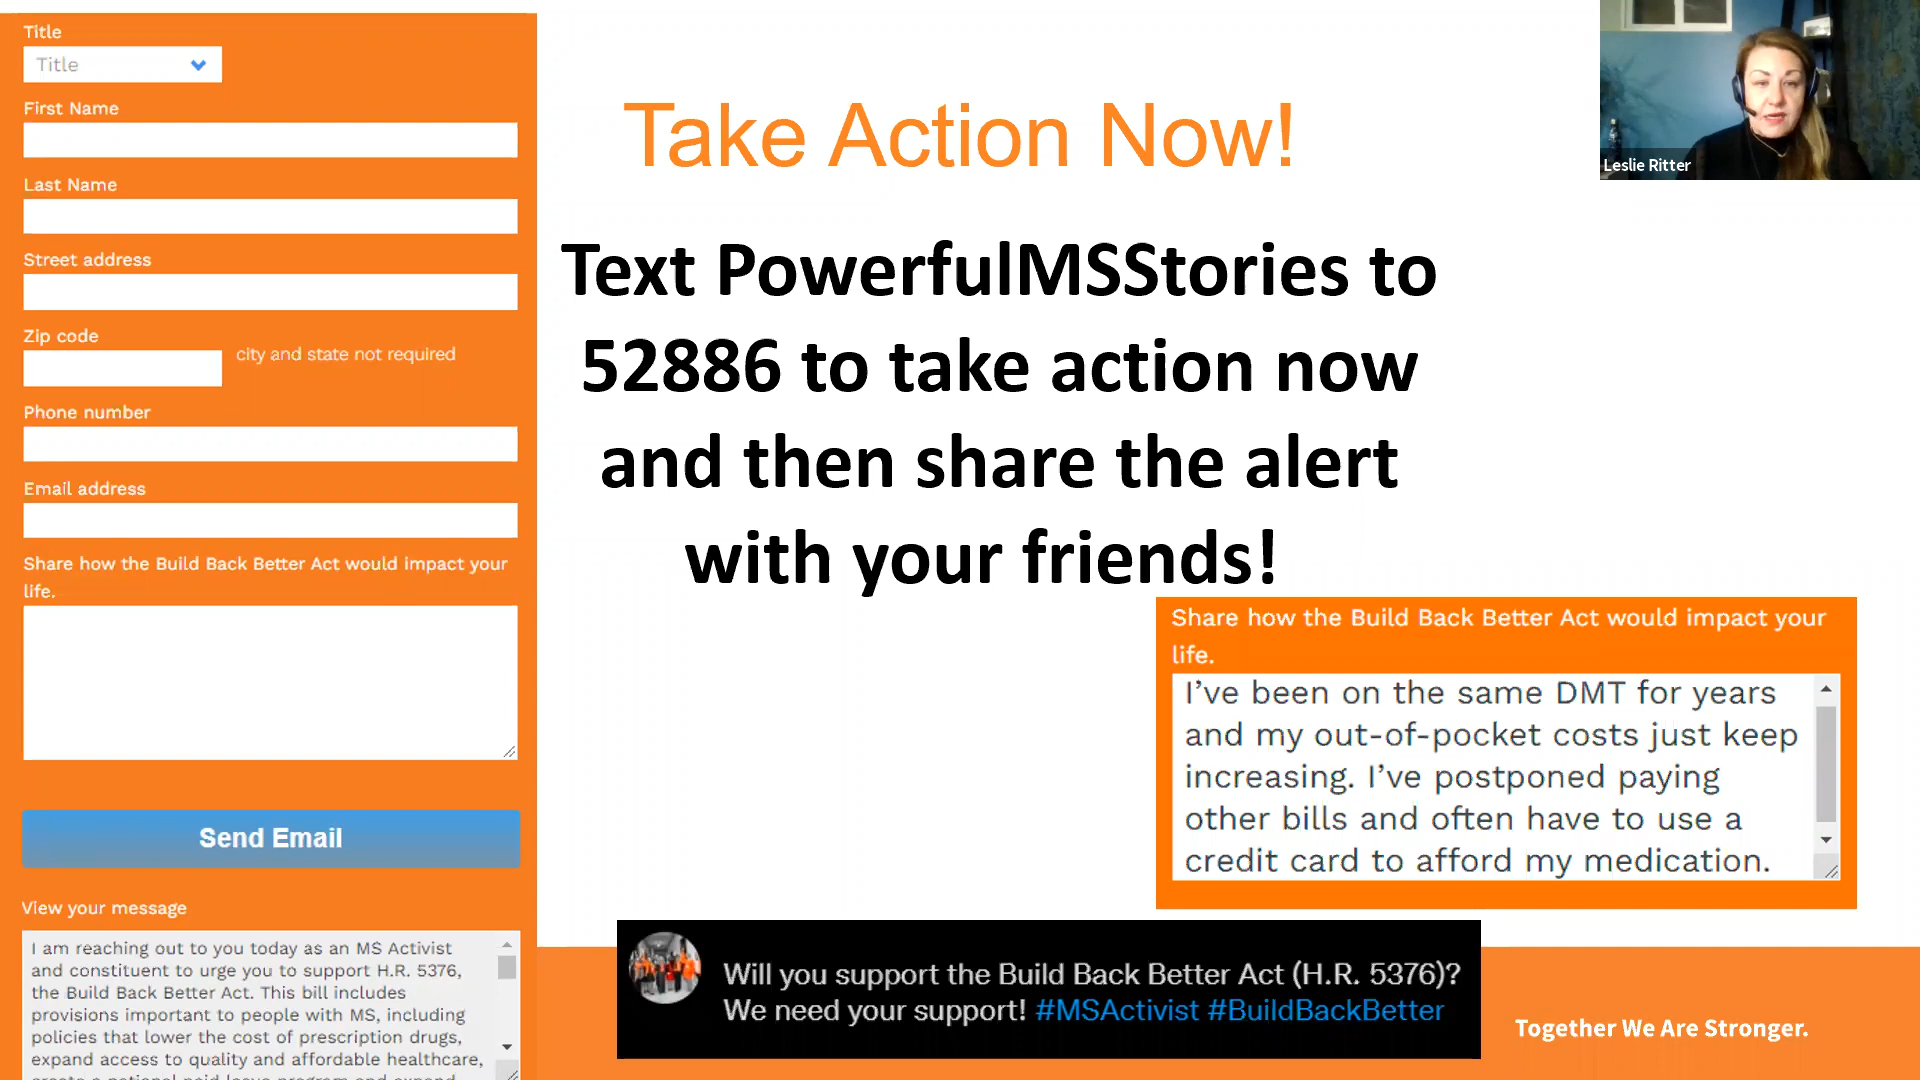 Title
Title
First Name
Last Name
Street address
Zip code
city and state not required
Phone number
Email address
Share how the Build Back Better Act would impact your
life.
Send Email
View your message
I am reaching out to you today as an MS Activist
and constituent to urge you to support H.R. 5376,
the Build Back Better Act. This bill includes
provisions important to people with MS, including
policies that lower the cost of prescription drugs,
expand access to quality and affordable healthcare,
create a national paid leave program and expand
Take Action Now!
Text PowerfulMSStories to
52886 to take action now
and then share the alert
with your friends!
Leslie Ritter
Share how the Build Back Better Act would impact your
life.
I’ve been on the same DMT for years
and my out-of-pocket costs just keep
increasing. I’ve postponed paying
other bills and often have to use a
credit card to afford my medication.
Will you support the Build Back Better Act (H.R. 5376)?
We need your support! #MSActivist #BuildBackBetter
Together We Are Stronger.